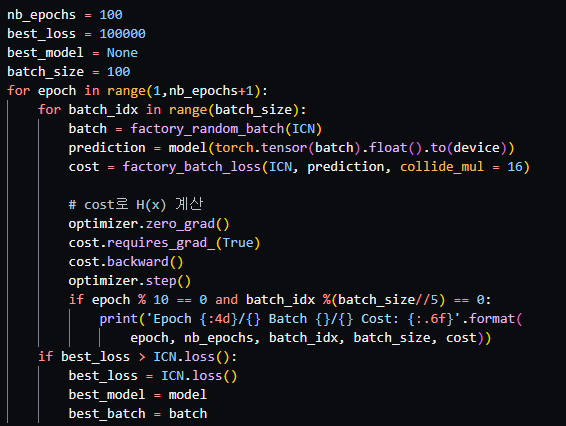 nb_epochs = 100
best_loss = 100000
best_model = None
batch_size = 100
for epoch in range(1,nb_epochs+1):
    for batch_idx in range(batch_size):
        batch = factory_random_batch(ICN)
        prediction = model(torch.tensor(batch).float().to(device))
        cost = factory_batch_loss(ICN, prediction, collide_mul = 16)

        # cost로 H(x) 계산
        optimizer.zero_grad()
        cost.requires_grad_(True)
        cost.backward()
        optimizer.step()
        if epoch % 10 == 0 and batch_idx %(batch_size//5) == 0:
            print('Epoch {:4d}/{} Batch {}/{} Cost: {:.6f}'.format(
                epoch, nb_epochs, batch_idx, batch_size, cost))
    if best_loss > ICN.loss():
        best_loss = ICN.loss()
        best_model = model
        best_batch = batch